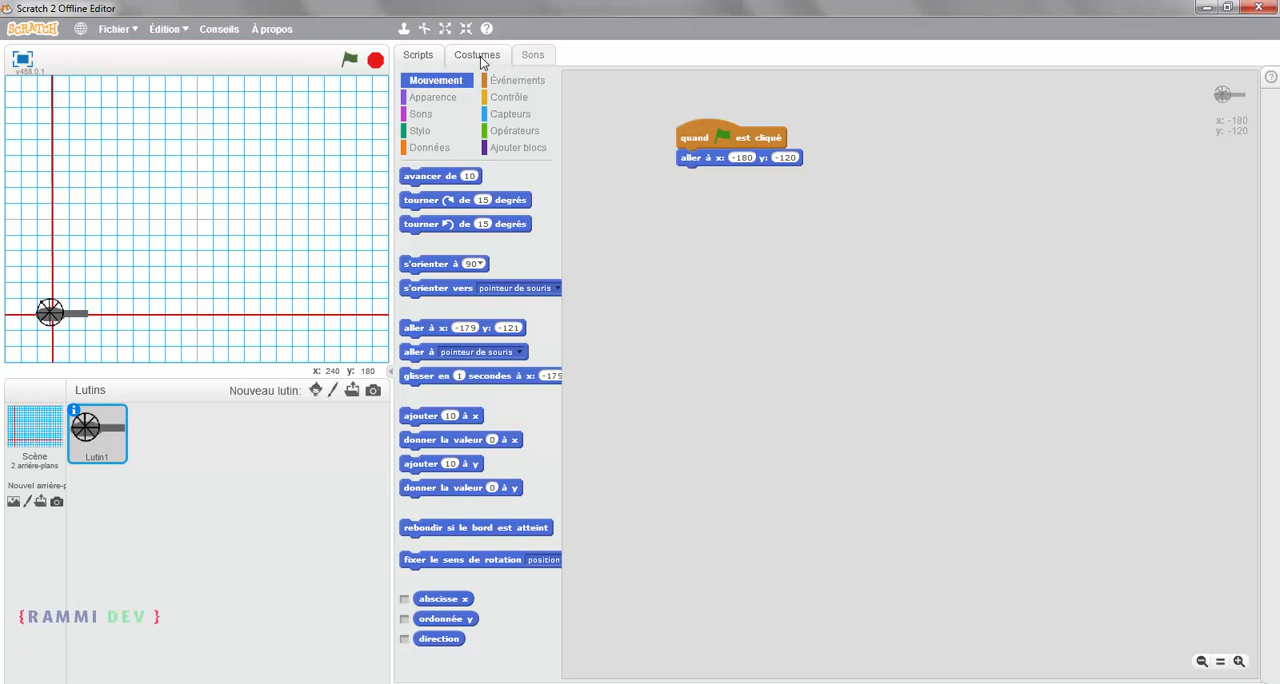 Scratch 2 Offline Editor
SCRATCH Fichier Édition Conseils À propos
v458.0.1
Scripts Costumes Sons
Mouvement Événements
Apparence Contrôle
Sons Capteurs
Stylo Opérateurs
Données Ajouter blocs
avancer de 10
tourner de 15 degrés
tourner de 15 degrés
s'orienter à 90
s'orienter vers pointeur de souris
aller à x: -179 y: -121
aller à pointeur de souris
glisser en 1 secondes à x: -179
ajouter 10 à x
donner la valeur 0 à x
ajouter 10 à y
donner la valeur 0 à y
rebondir si le bord est atteint
fixer le sens de rotation position
abscisse x
ordonnée y
direction
quand est cliqué
aller à x: -180 y: -120
x: -180
y: -120
x: 240 y: 180
Lutins Nouveau lutin:
Scène
2 arrière-plans
Nouvel arrière-p
Lutin1
{RAMMI DEV }